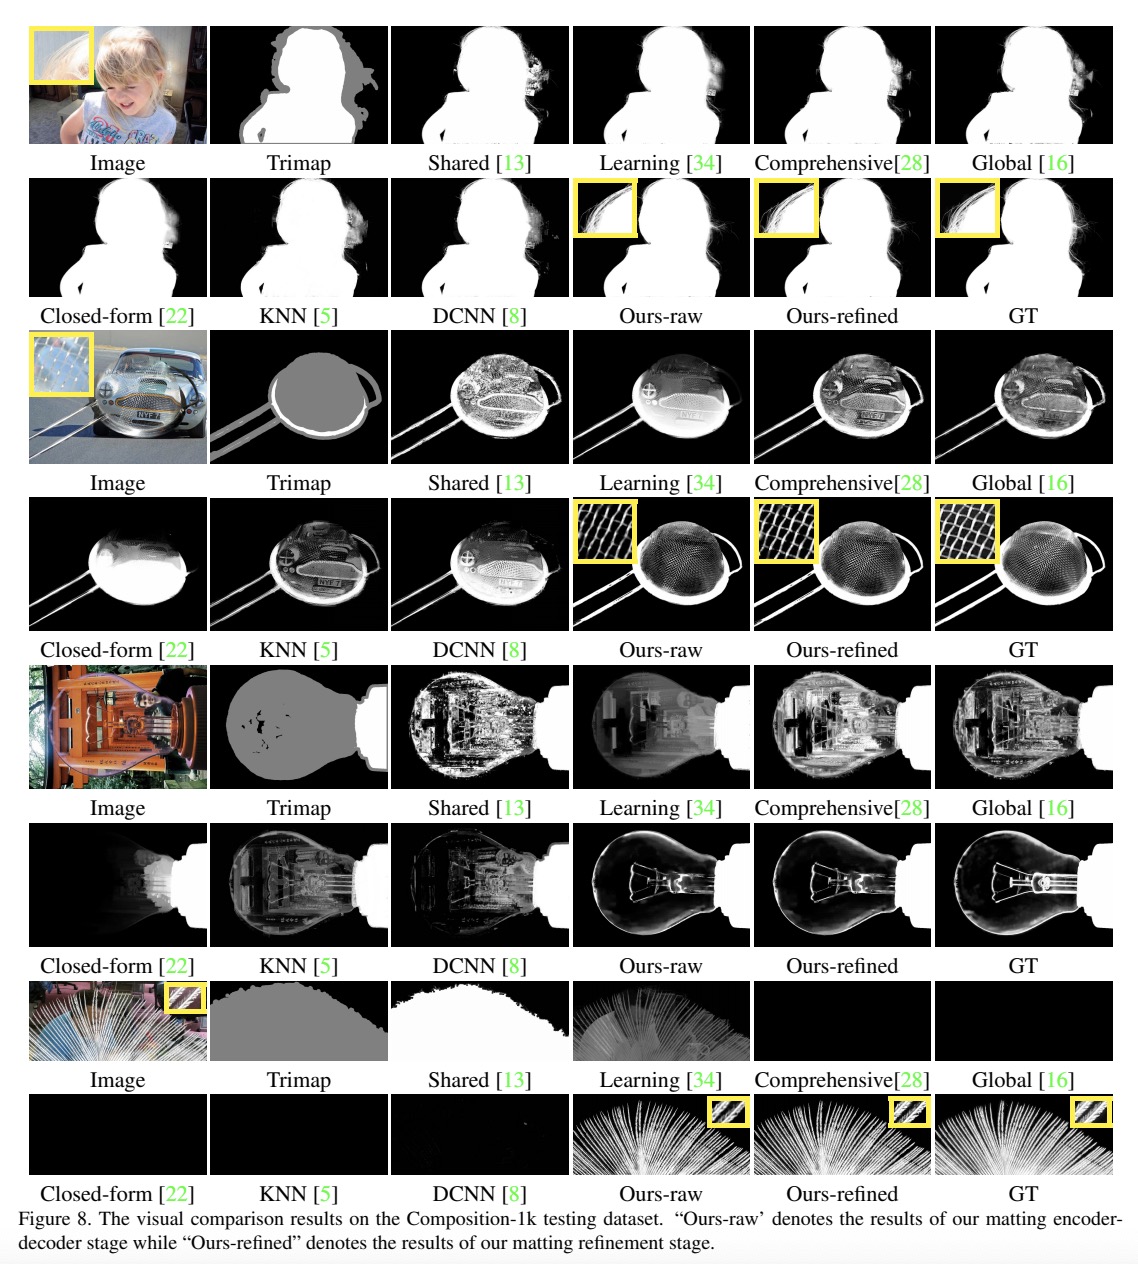 Image Trimap Shared [13] Learning [34] Comprehensive[28] Global [16]
Closed-form [22] KNN [5] DCNN [8] Ours-raw Ours-refined GT
NYF 7
Image Trimap Shared [13] Learning [34] Comprehensive[28] Global [16]
Closed-form [22] KNN [5] DCNN [8] Ours-raw Ours-refined GT
Image Trimap Shared [13] Learning [34] Comprehensive[28] Global [16]
Closed-form [22] KNN [5] DCNN [8] Ours-raw Ours-refined GT
Image Trimap Shared [13] Learning [34] Comprehensive[28] Global [16]
Closed-form [22] KNN [5] DCNN [8] Ours-raw Ours-refined GT
Figure 8. The visual comparison results on the Composition-1k testing dataset. “Ours-raw’ denotes the results of our matting encoder-
decoder stage while “Ours-refined” denotes the results of our matting refinement stage.